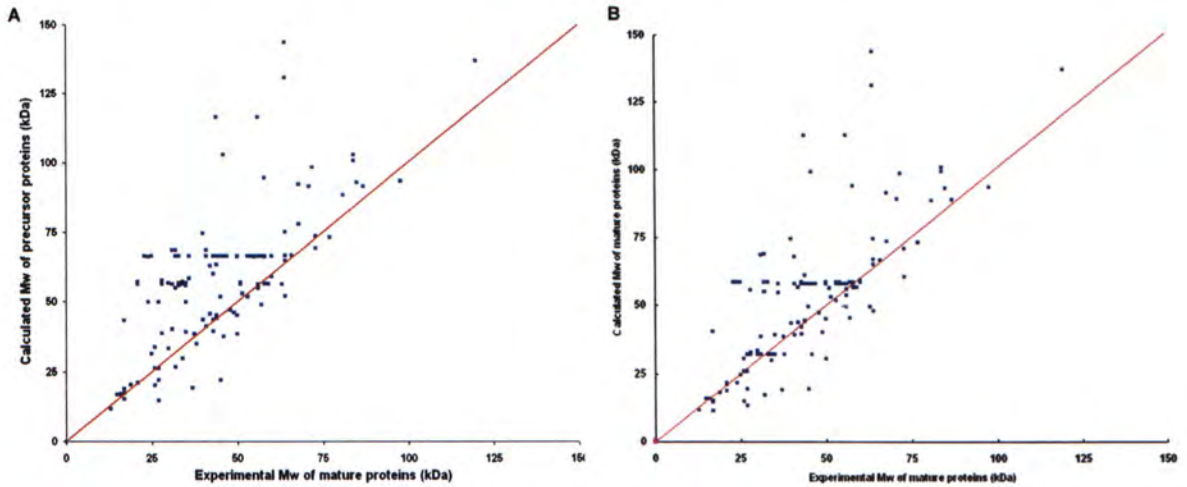 A
150
125
100
75
50
25
0
Calculated Mw of precursor proteins (kDa)
0 25 50 75 100 125 15
Experimental Mw of mature proteins (kDa)
B
150
125
100
75
50
25
0
Calculated Mw of mature proteins (kDa)
0 25 50 75 100 125 150
Experimental Mw of mature proteins (kDa)